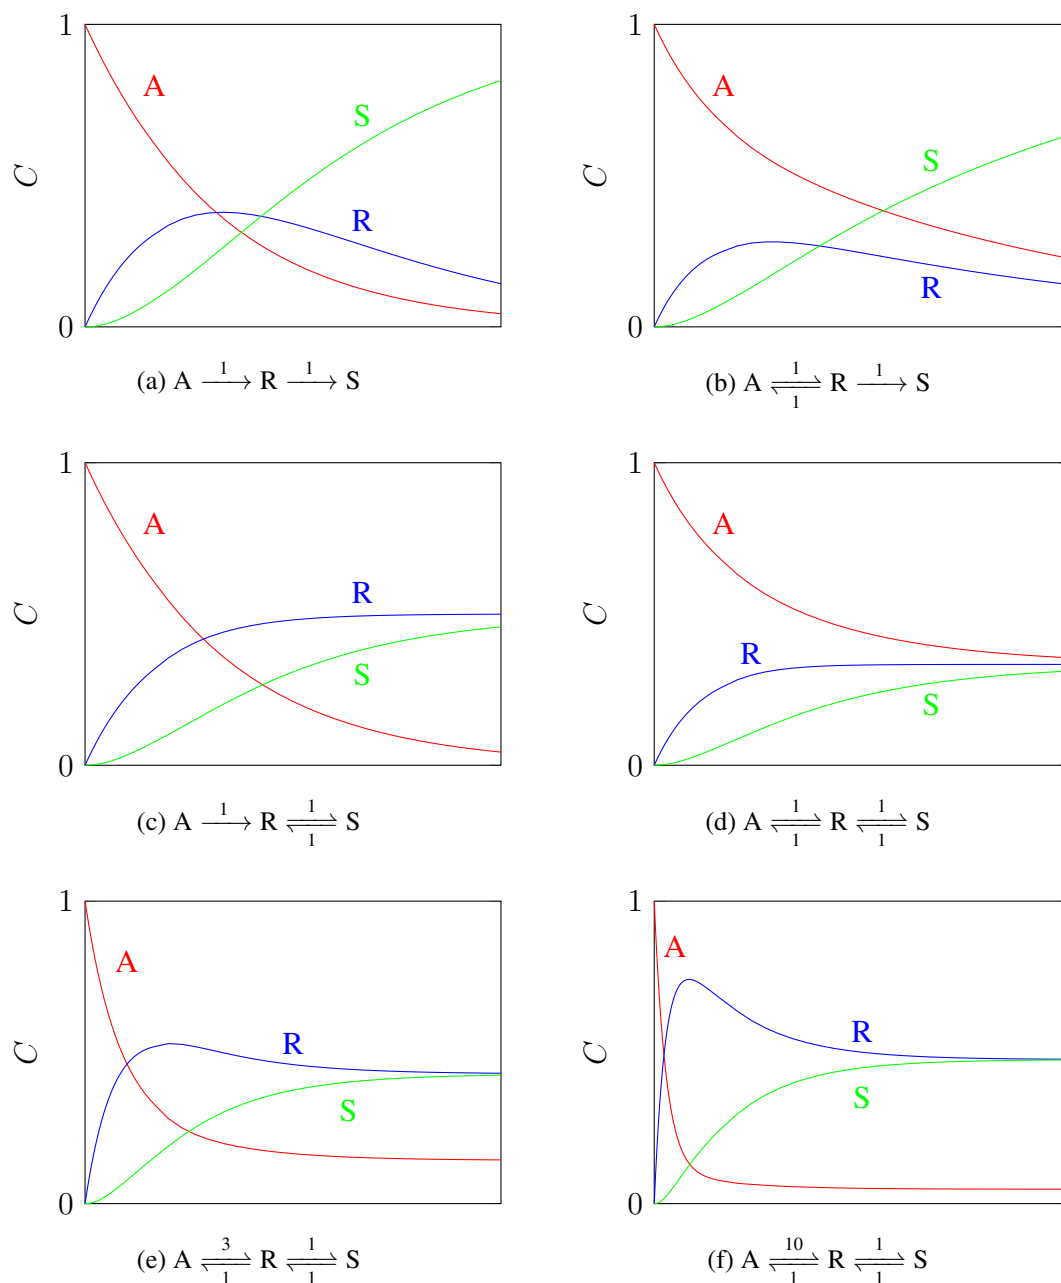 1
A
S
R
C
0
(a) A 1 → R 1 → S
1
A
S
R
C
0
(b) A 1 ⇌ 1 R 1 → S
1
A
R
S
C
0
(c) A 1 → R 1 ⇌ 1 S
1
A
R
S
C
0
(d) A 1 ⇌ 1 R 1 ⇌ 1 S
1
A
R
S
C
0
(e) A 3 ⇌ 1 R 1 ⇌ 1 S
1
A
R
S
C
0
(f) A 10 ⇌ 1 R 1 ⇌ 1 S